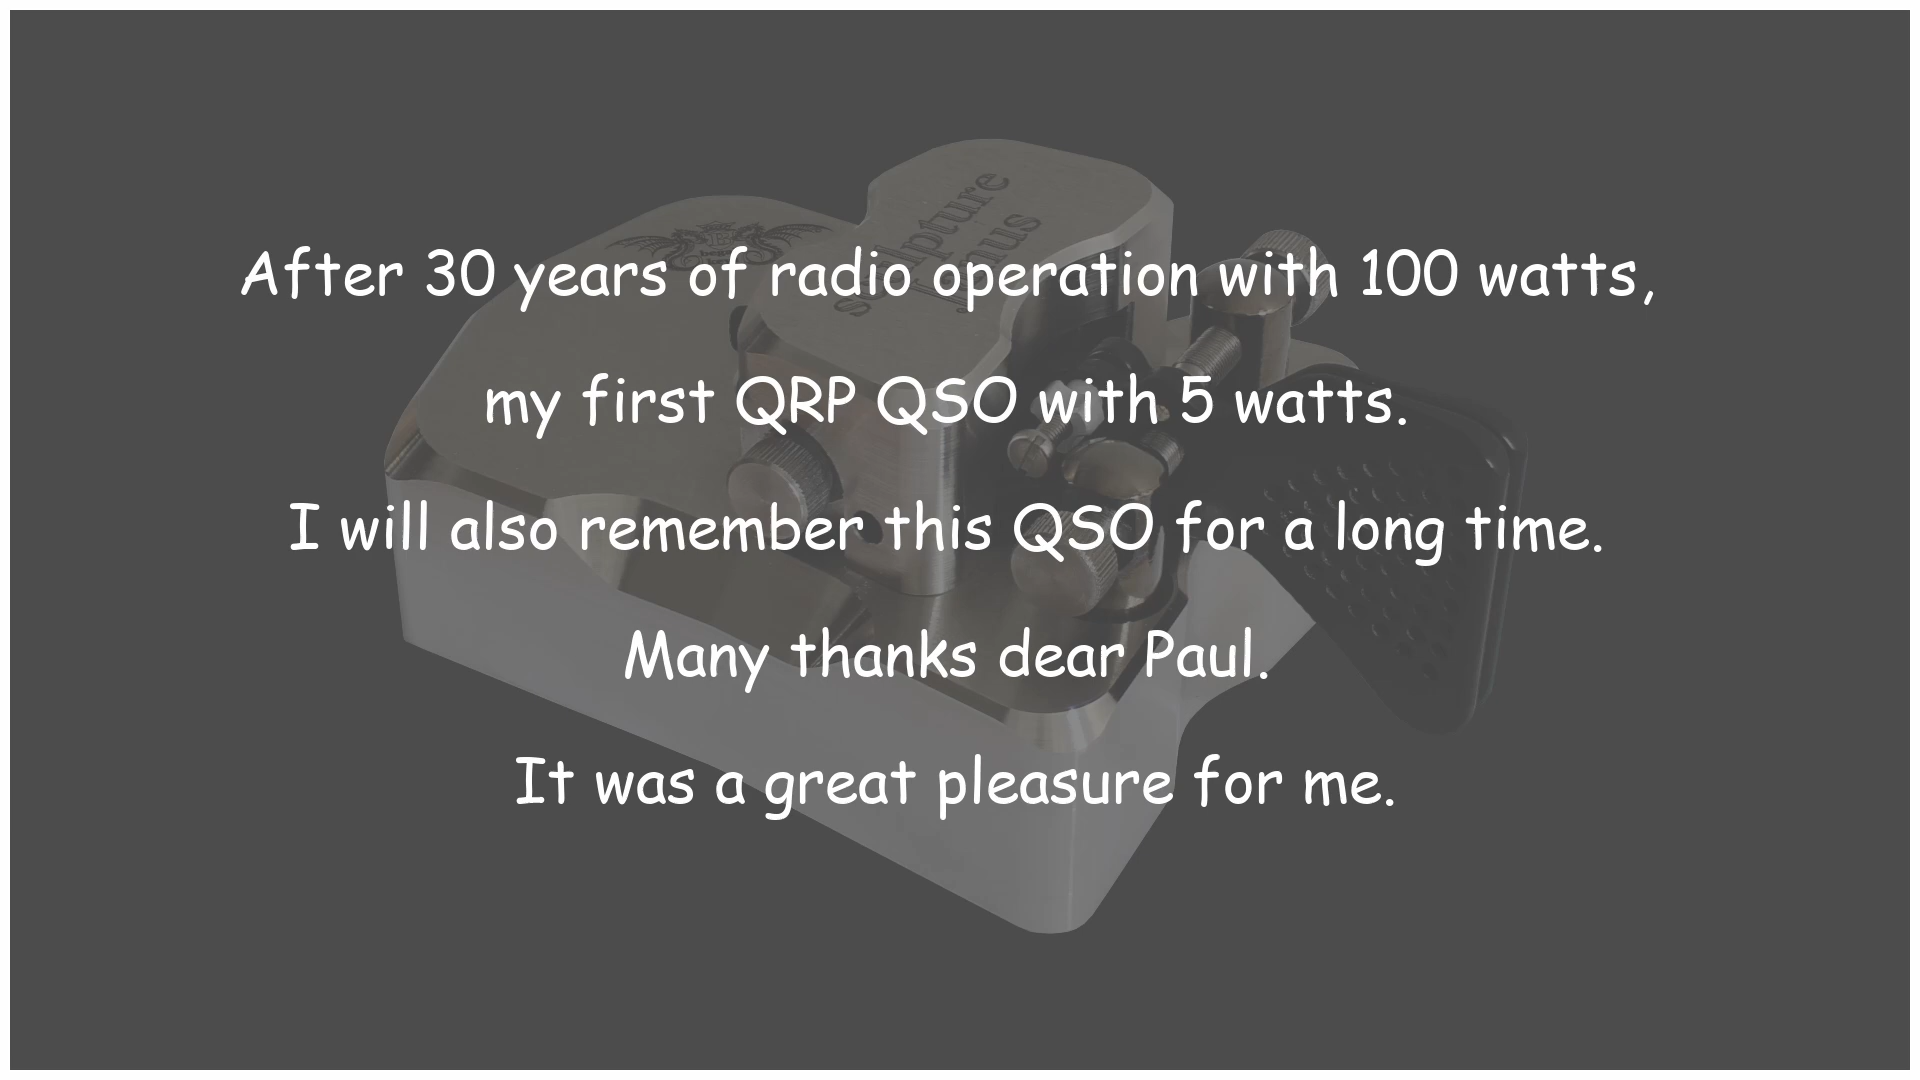 After 30 years of radio operation with 100 watts,
my first QRP QSO with 5 watts.
I will also remember this QSO for a long time.
Many thanks dear Paul.
It was a great pleasure for me.
sculpture